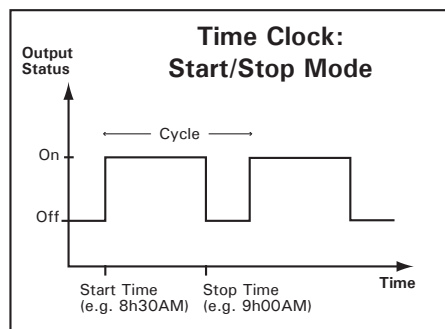 Time Clock:
Start/Stop Mode
Output
Status
Cycle
On
Off
Time
Start Time
(e.g. 8h30AM)
Stop Time
(e.g. 9h00AM)